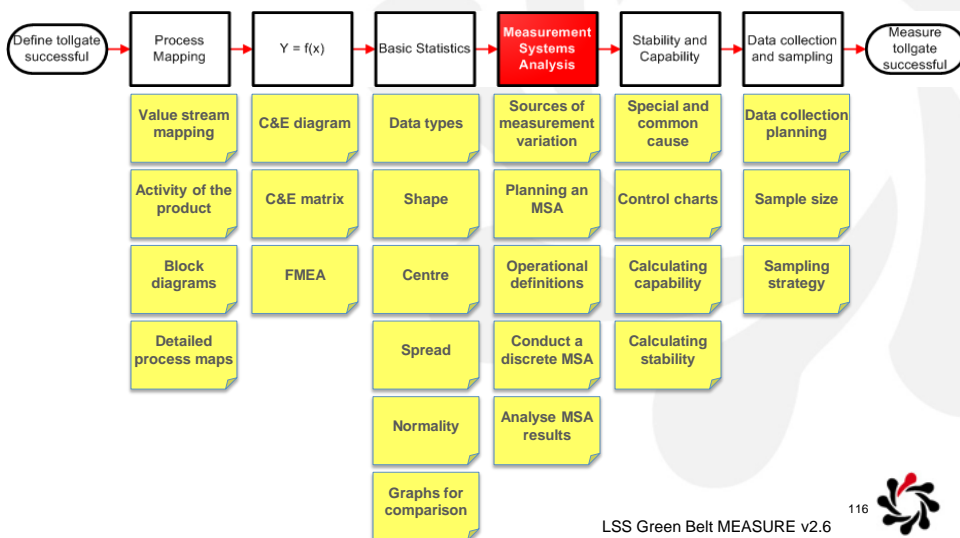 Define tollgate
successful
Process
Mapping
Y = f(x)
Basic Statistics
Measurement
Systems
Analysis
Stability and
Capability
Data collection
and sampling
Measure
tollgate
successful
Value stream
mapping
Activity of the
product
Block
diagrams
Detailed
process maps
C&E diagram
C&E matrix
FMEA
Data types
Shape
Centre
Spread
Normality
Graphs for
comparison
Sources of
measurement
variation
Planning an
MSA
Operational
definitions
Conduct a
discrete MSA
Analyse MSA
results
Special and
common
cause
Control charts
Calculating
capability
Calculating
stability
Data collection
planning
Sample size
Sampling
strategy
116
LSS Green Belt MEASURE v2.6